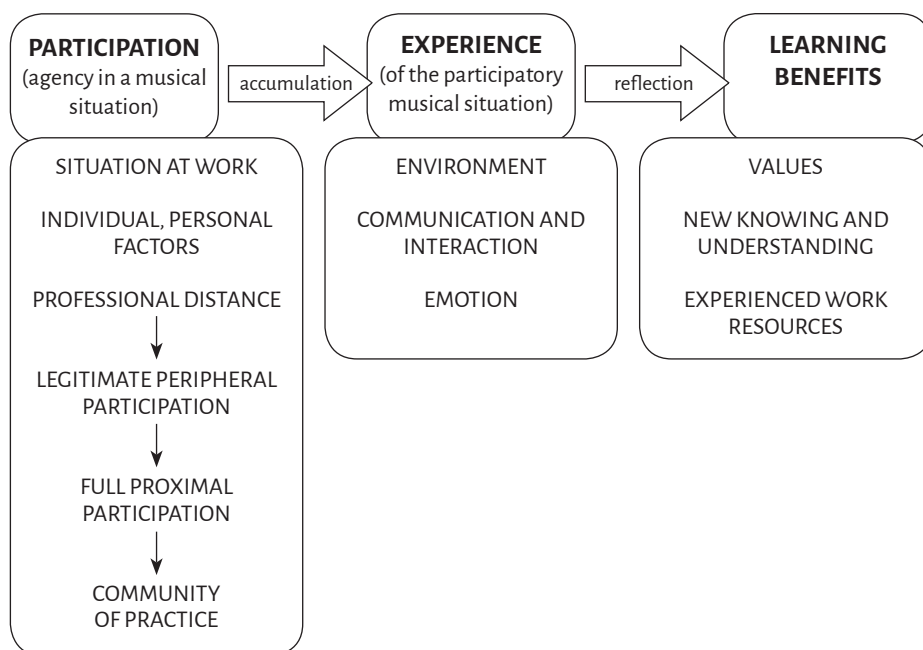 PARTICIPATION
(agency in a musical
situation)
accumulation
EXPERIENCE
(of the participatory
musical situation)
reflection
LEARNING
BENEFITS
SITUATION AT WORK
INDIVIDUAL, PERSONAL
FACTORS
PROFESSIONAL DISTANCE
LEGITIMATE PERIPHERAL
PARTICIPATION
FULL PROXIMAL
PARTICIPATION
COMMUNITY
OF PRACTICE
ENVIRONMENT
COMMUNICATION AND
INTERACTION
EMOTION
VALUES
NEW KNOWING AND
UNDERSTANDING
EXPERIENCED WORK
RESOURCES